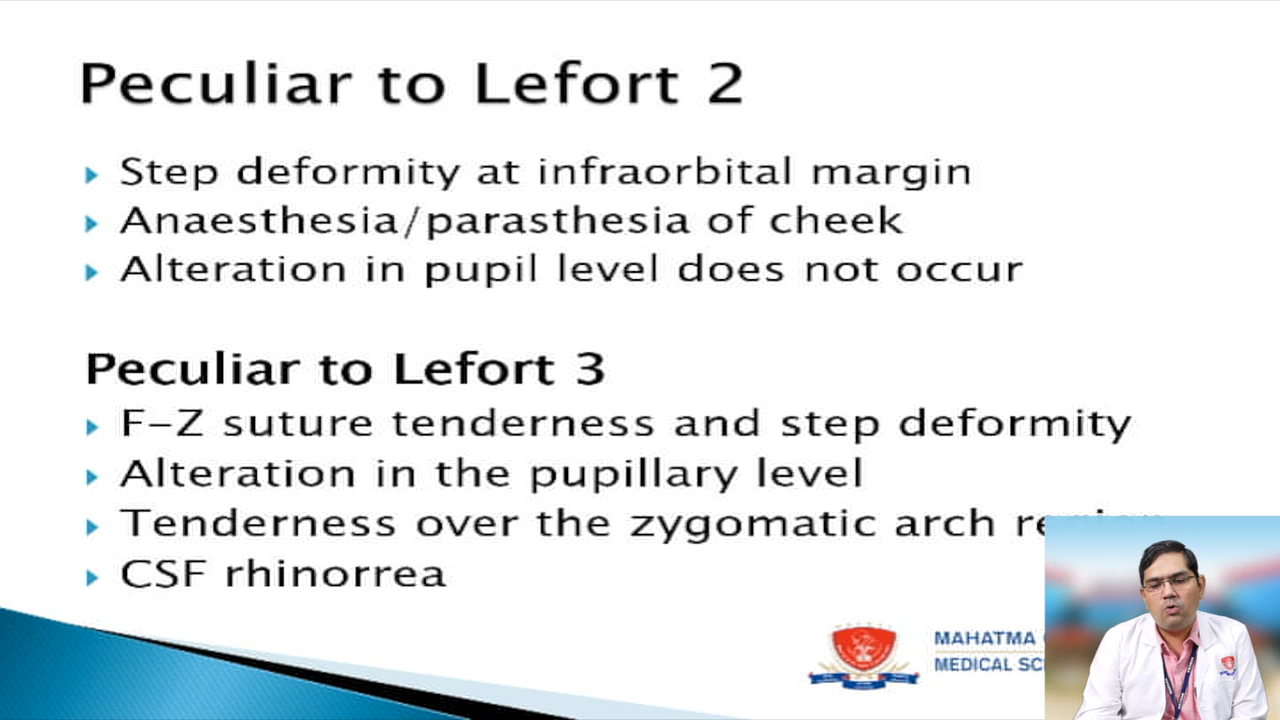 Peculiar to Lefort 2
Step deformity at infraorbital margin
Anaesthesia/parasthesia of cheek
Alteration in pupil level does not occur
Peculiar to Lefort 3
F-Z suture tenderness and step deformity
Alteration in the pupillary level
Tenderness over the zygomatic arch
CSF rhinorrea
MAHATMA
MEDICAL